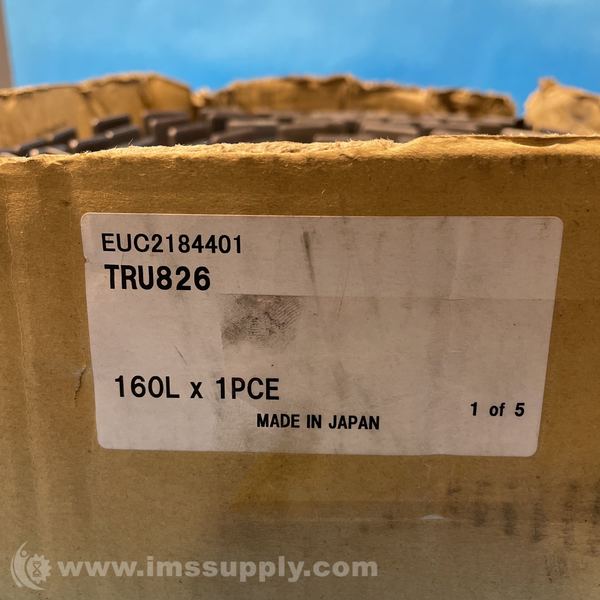 EUC2184401
TRU826
160L x 1PCE
MADE IN JAPAN
1 of 5
www.imssupply.com